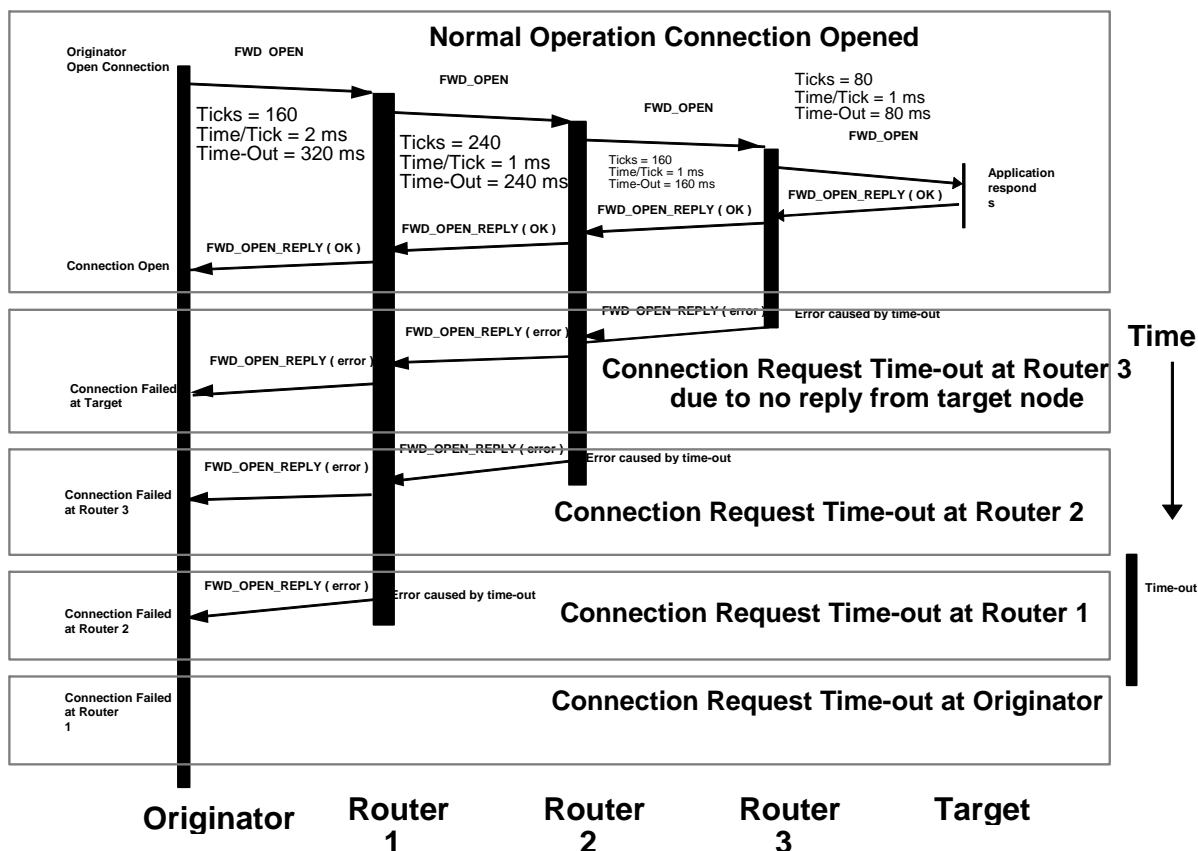 Normal Operation Connection Opened
Originator
Open Connection
FWD OPEN
FWD_OPEN
FWD_OPEN
Ticks = 80
Time/Tick = 1 ms
Time-Out = 80 ms
FWD_OPEN
Ticks = 160
Time/Tick = 2 ms
Time-Out = 320 ms
Ticks = 240
Time/Tick = 1 ms
Time-Out = 240 ms
Ticks = 160
Time/Tick = 1 ms
Time-Out = 160 ms
Application
respond
s
FWD_OPEN_REPLY ( OK )
FWD_OPEN_REPLY ( OK )
FWD_OPEN_REPLY ( OK )
FWD_OPEN_REPLY ( OK )
Connection Open
FWD_OPEN_REPLY ( error )
Error caused by time-out
FWD_OPEN_REPLY ( error )
FWD_OPEN_REPLY ( error )
Connection Failed
at Target
Connection Request Time-out at Router 3
due to no reply from target node
Time
FWD_OPEN_REPLY ( error )
Error caused by time-out
FWD_OPEN_REPLY ( error )
Connection Failed
at Router 3
Connection Request Time-out at Router 2
FWD_OPEN_REPLY ( error )
Error caused by time-out
Connection Failed
at Router 2
Connection Request Time-out at Router 1
Time-out
Connection Failed
at Router
1
Connection Request Time-out at Originator
Originator
Router
1
Router
2
Router
3
Target